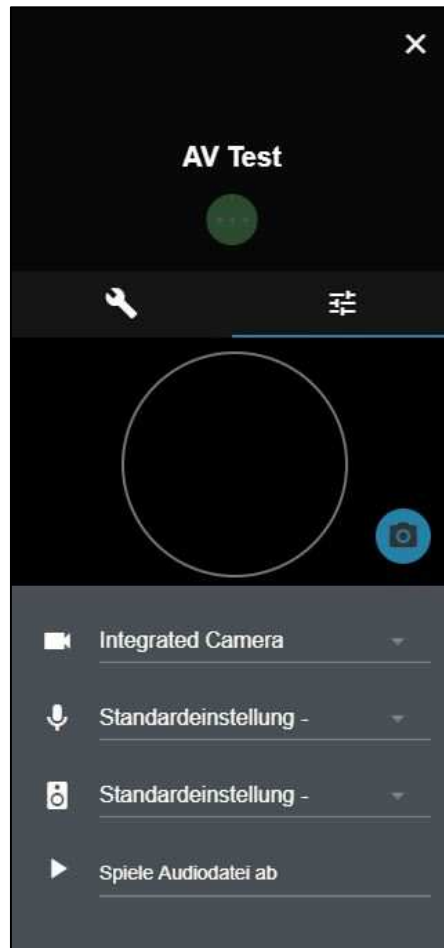 AV Test
Integrated Camera
Standardeinstellung -
Standardeinstellung -
Spiele Audiodatei ab